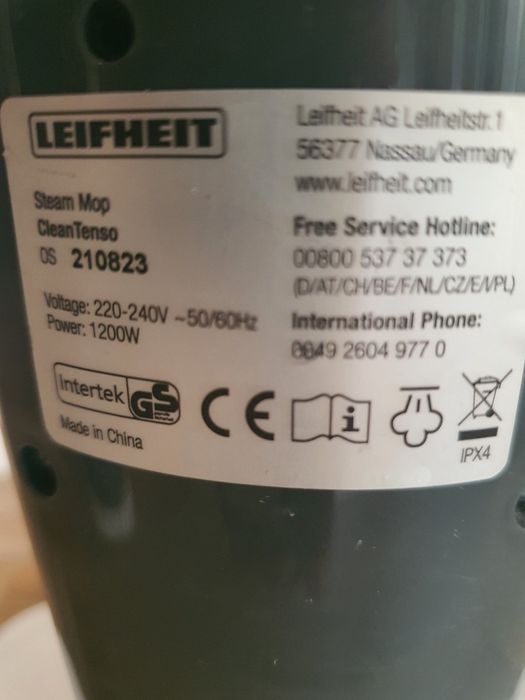 LEIFHEIT
Steam Mop
CleanTenso
OS 210823
Voltage: 220-240V ~50/60Hz
Power: 1200W
Intertek GS
Made in China
Leifheit AG Leifheitstr. 1
56377 Nassau/Germany
www.leifheit.com
Free Service Hotline:
00800 537 37 373
(D/AT/CH/BE/F/NL/CZ/E/I/PL)
International Phone:
0049 2604 977 0
CE
i
IPX4